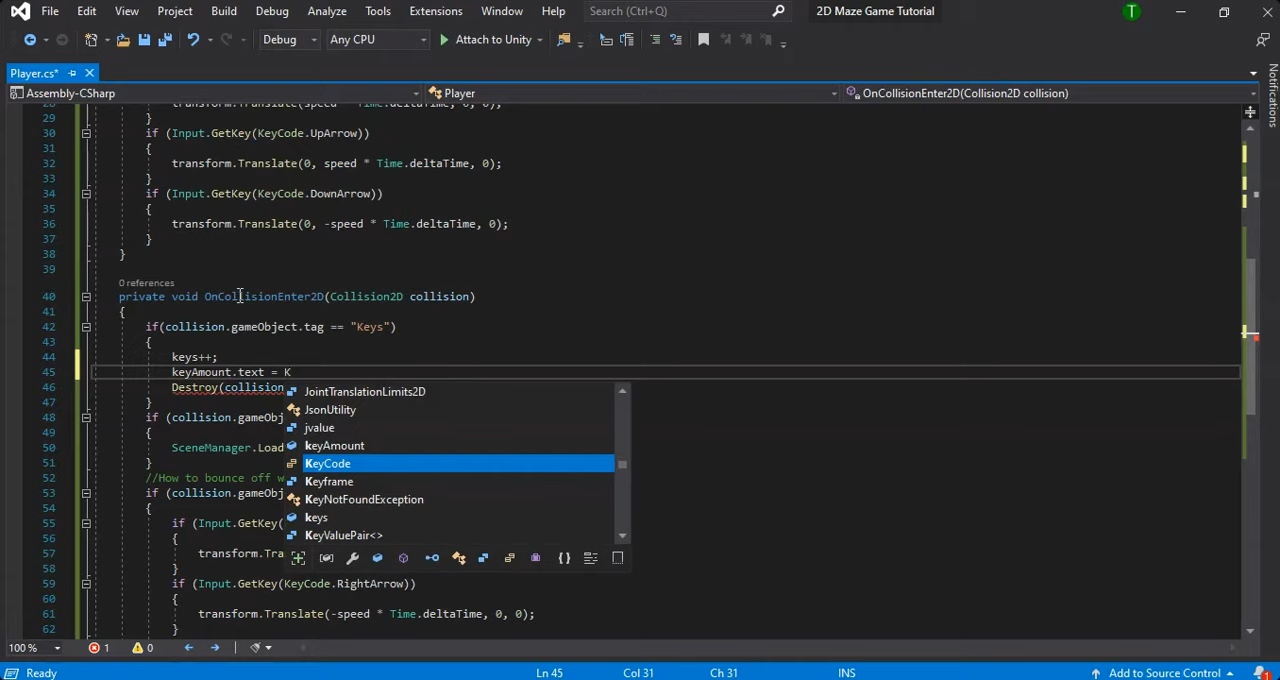 File Edit View Project Build Debug Analyze Tools Extensions Window Help Search (Ctrl+Q) 2D Maze Game Tutorial T
Debug Any CPU Attach to Unity
Player.cs*
Assembly-CSharp Player OnCollisionEnter2D(Collision2D collision)
Notifications
29 }
30 if (Input.GetKey(KeyCode.UpArrow))
31 {
32 transform.Translate(0, speed * Time.deltaTime, 0);
33 }
34 if (Input.GetKey(KeyCode.DownArrow))
35 {
36 transform.Translate(0, -speed * Time.deltaTime, 0);
37 }
38 }
39
0 references
40 private void OnCollisionEnter2D(Collision2D collision)
41 {
42 if(collision.gameObject.tag == "Keys")
43 {
44 keys++;
45 keyAmount.text = K
46 Destroy(collision
47 }
48 if (collision.gameObj
49 {
50 SceneManager.Load
51 }
52 //How to bounce off w
53 if (collision.gameObj
54 {
55 if (Input.GetKey(
56 {
57 transform.Tra
58 }
59 if (Input.GetKey(KeyCode.RightArrow))
60 {
61 transform.Translate(-speed * Time.deltaTime, 0, 0);
62 }
JointTranslationLimits2D
JsonUtility
jvalue
keyAmount
KeyCode
Keyframe
KeyNotFoundException
keys
KeyValuePair<>
100 % 1 0
Ready Ln 45 Col 31 Ch 31 INS Add to Source Control 1